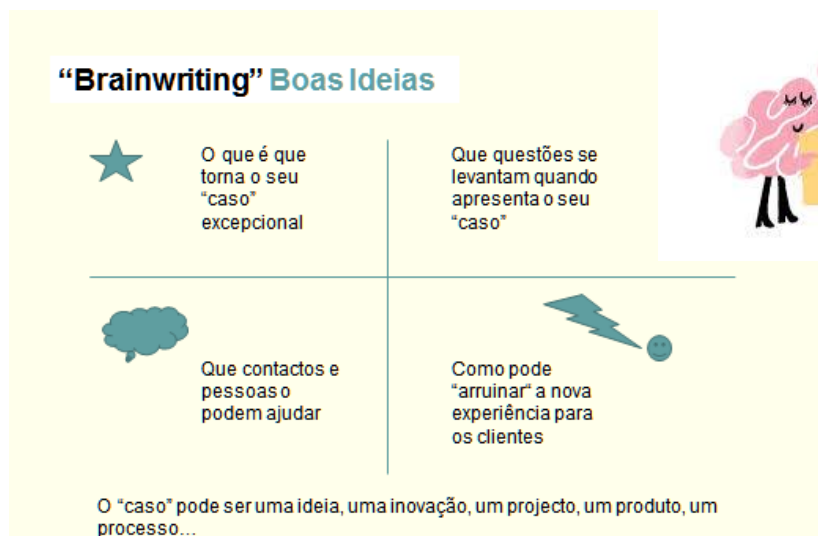 “Brainwriting” Boas Ideias
O que é que
torna o seu
“caso”
excepcional
Que questões se
levantam quando
apresenta o seu
“caso”
Que contactos e
pessoas o
podem ajudar
Como pode
“arruinar“ a nova
experiência para
os clientes
O “caso” pode ser uma ideia, uma inovação, um projecto, um produto, um
processo...